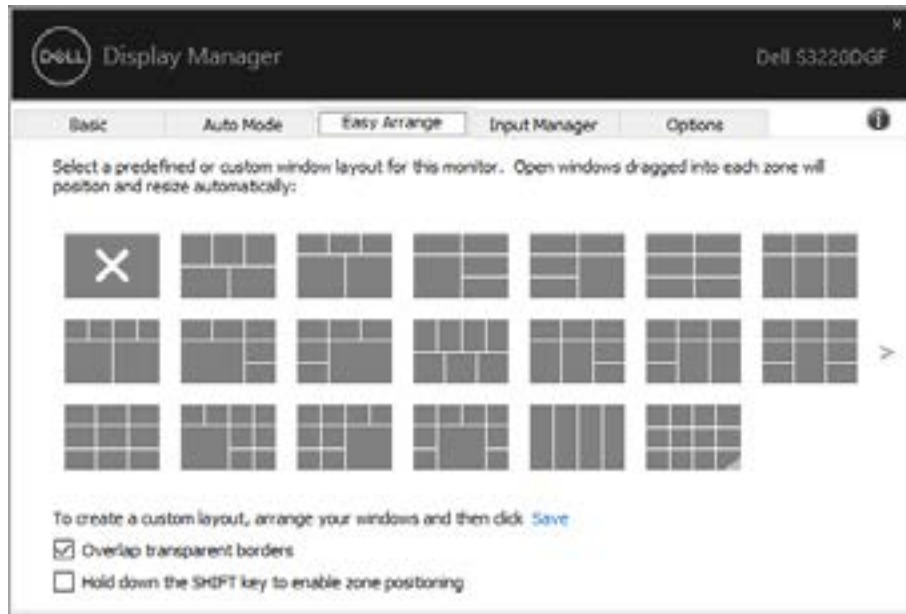 x
DELL Display Manager
Dell S3220DGF
Basic Auto Mode Easy Arrange Input Manager Options i
Select a predefined or custom window layout for this monitor. Open windows dragged into each zone will
position and resize automatically:
>
To create a custom layout, arrange your windows and then click Save
Overlap transparent borders
Hold down the SHIFT key to enable zone positioning